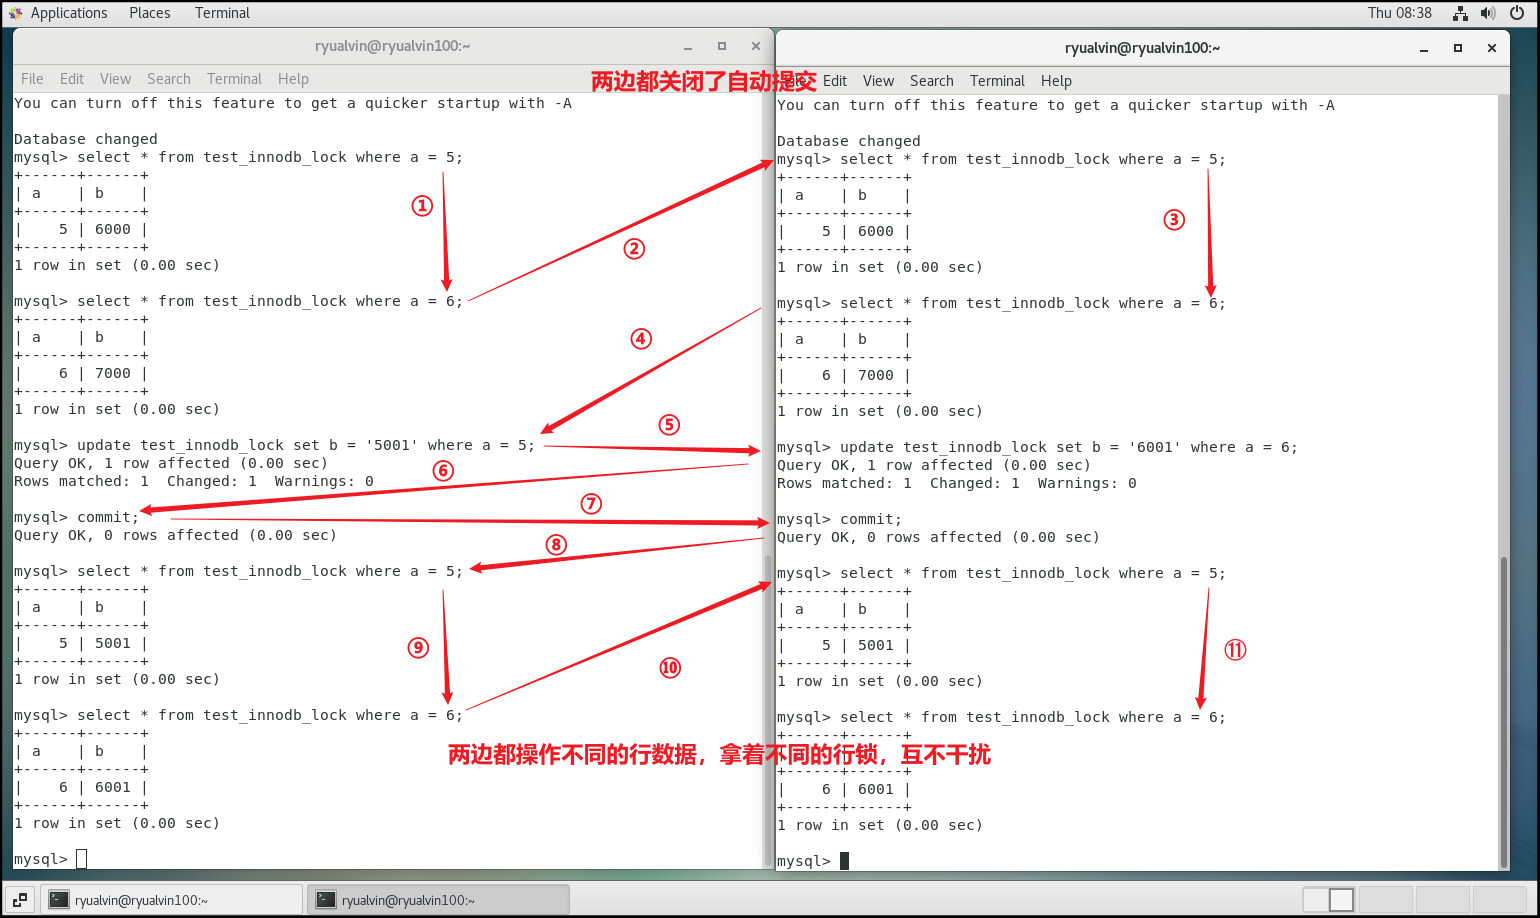 Applications Places Terminal Thu 08:38
ryualvin@ryualvin100:~
File Edit View Search Terminal Help
You can turn off this feature to get a quicker startup with -A
Database changed
mysql> select * from test_innodb_lock where a = 5;
+------+------+
| a    | b    |
+------+------+
|    5 | 6000 |
+------+------+
1 row in set (0.00 sec)
mysql> select * from test_innodb_lock where a = 6;
+------+------+
| a    | b    |
+------+------+
|    6 | 7000 |
+------+------+
1 row in set (0.00 sec)
mysql> update test_innodb_lock set b = '5001' where a = 5;
Query OK, 1 row affected (0.00 sec)
Rows matched: 1  Changed: 1  Warnings: 0
mysql> commit;
Query OK, 0 rows affected (0.00 sec)
mysql> select * from test_innodb_lock where a = 5;
+------+------+
| a    | b    |
+------+------+
|    5 | 5001 |
+------+------+
1 row in set (0.00 sec)
mysql> select * from test_innodb_lock where a = 6;
+------+------+
| a    | b    |
+------+------+
|    6 | 6001 |
+------+------+
1 row in set (0.00 sec)
mysql>
两边都关闭了自动提交
①
②
④
⑤
⑥
⑦
⑧
⑨
⑩
两边都操作不同的行数据，拿着不同的行锁，互不干扰
ryualvin@ryualvin100:~
Edit View Search Terminal Help
You can turn off this feature to get a quicker startup with -A
Database changed
mysql> select * from test_innodb_lock where a = 5;
+------+------+
| a    | b    |
+------+------+
|    5 | 6000 |
+------+------+
1 row in set (0.00 sec)
mysql> select * from test_innodb_lock where a = 6;
+------+------+
| a    | b    |
+------+------+
|    6 | 7000 |
+------+------+
1 row in set (0.00 sec)
mysql> update test_innodb_lock set b = '6001' where a = 6;
Query OK, 1 row affected (0.00 sec)
Rows matched: 1  Changed: 1  Warnings: 0
mysql> commit;
Query OK, 0 rows affected (0.00 sec)
mysql> select * from test_innodb_lock where a = 5;
+------+------+
| a    | b    |
+------+------+
|    5 | 5001 |
+------+------+
1 row in set (0.00 sec)
mysql> select * from test_innodb_lock where a = 6;
+------+------+
+------+------+
|    6 | 6001 |
+------+------+
1 row in set (0.00 sec)
mysql>
③
⑪
ryualvin@ryualvin100:~ ryualvin@ryualvin100:~